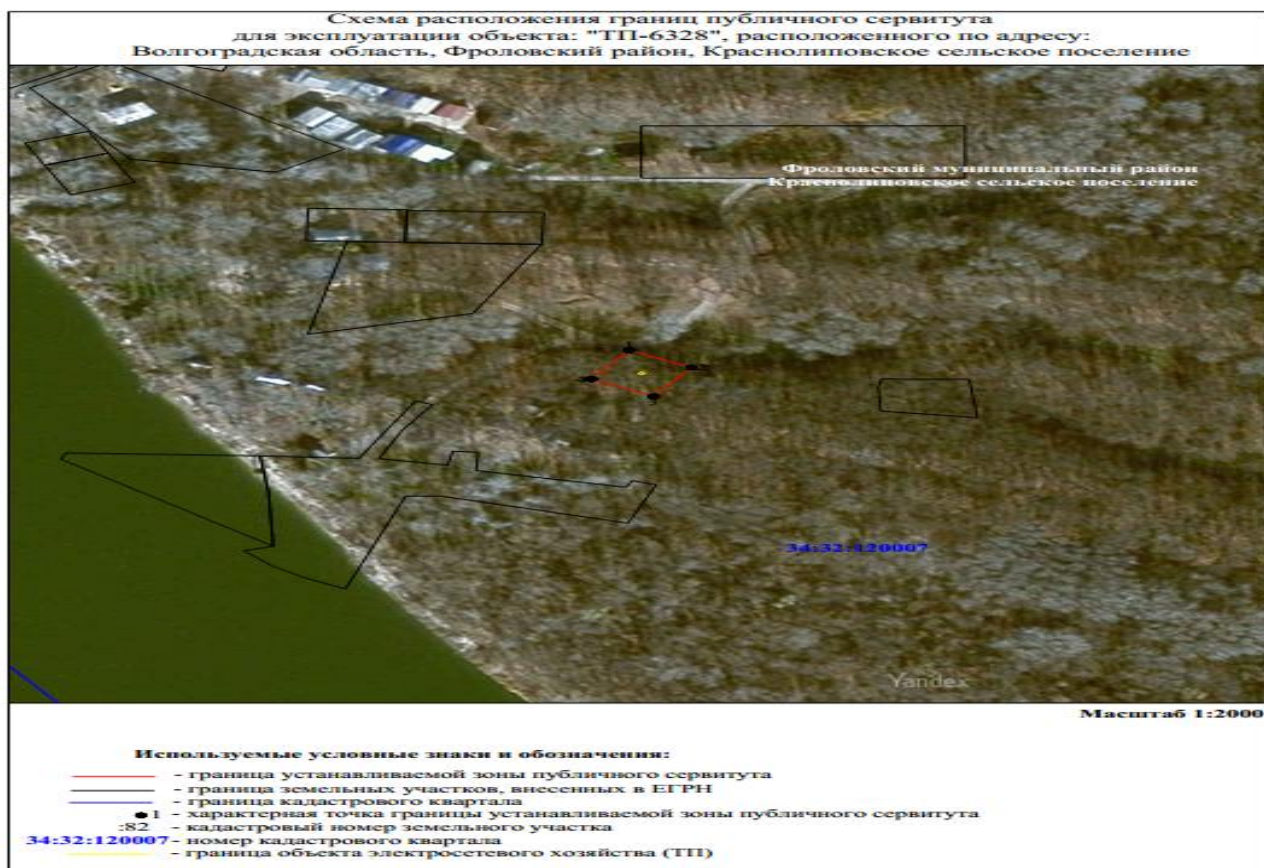 Схема расположения границ публичного сервитута
для эксплуатации объекта: "ТП-6328", расположенного по адресу:
Волгоградская область, Фроловский район, Краснолиповское сельское поселение
Фроловский муниципальный район
Краснолиповское сельское поселение
3
34:32:120007
Yandex
Масштаб 1:2000
Используемые условные знаки и обозначения:
- граница устанавливаемой зоны публичного сервитута
- граница земельных участков, внесенных в ЕГРН
- граница кадастрового квартала
1 - характерная точка границы устанавливаемой зоны публичного сервитута
:82 - кадастровый номер земельного участка
34:32:120007 - номер кадастрового квартала
- граница объекта электросетевого хозяйства (ТП)